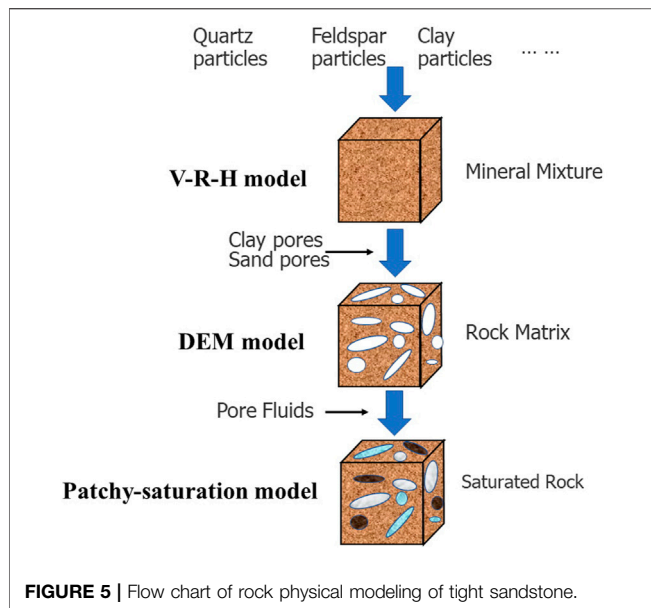 Quartz particles
Feldspar particles
Clay particles
... ...
V-R-H model
Mineral Mixture
Clay pores
Sand pores
DEM model
Rock Matrix
Pore Fluids
Patchy-saturation model
Saturated Rock
FIGURE 5 | Flow chart of rock physical modeling of tight sandstone.